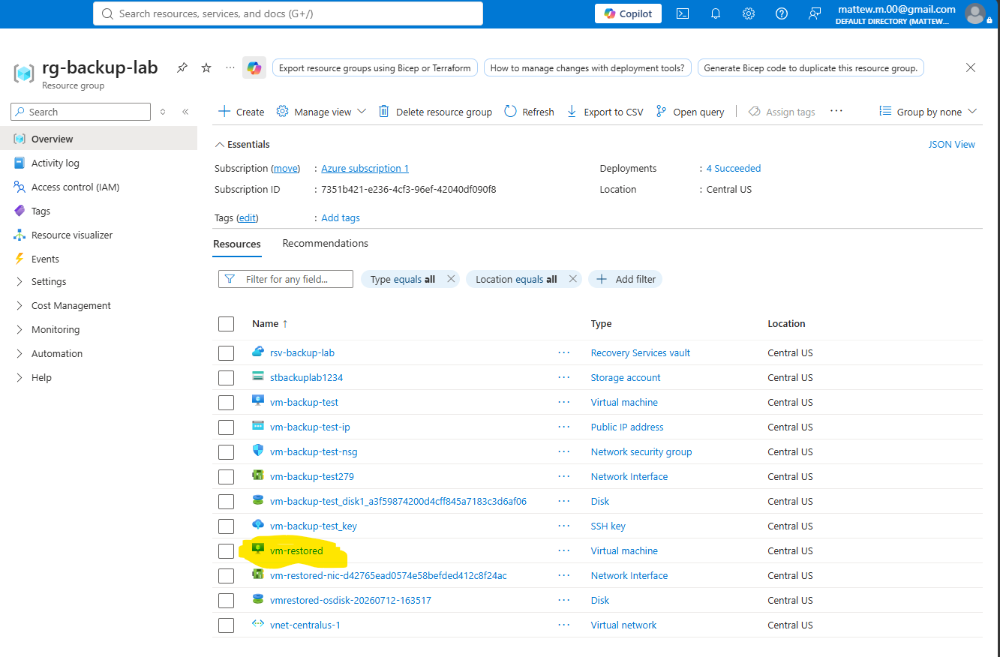 Search resources, services, and docs (G+/)
Copilot
mattew.m.00@gmail.com
DEFAULT DIRECTORY (MATTEW...
rg-backup-lab
Resource group
Export resource groups using Bicep or Terraform
How to manage changes with deployment tools?
Generate Bicep code to duplicate this resource group.
Search
Overview
Activity log
Access control (IAM)
Tags
Resource visualizer
Events
Settings
Cost Management
Monitoring
Automation
Help
Create Manage view Delete resource group Refresh Export to CSV Open query Assign tags Group by none
Essentials JSON View
Subscription (move) : Azure subscription 1 Deployments : 4 Succeeded
Subscription ID : 7351b421-e236-4cf3-96ef-42040df090f8 Location : Central US
Tags (edit) : Add tags
Resources Recommendations
Filter for any field... Type equals all Location equals all Add filter
Name ↑ Type Location
rsv-backup-lab Recovery Services vault Central US
stbackuplab1234 Storage account Central US
vm-backup-test Virtual machine Central US
vm-backup-test-ip Public IP address Central US
vm-backup-test-nsg Network security group Central US
vm-backup-test279 Network Interface Central US
vm-backup-test_disk1_a3f59874200d4cff845a7183c3d6af06 Disk Central US
vm-backup-test_key SSH key Central US
vm-restored Virtual machine Central US
vm-restored-nic-d42765ead0574e58befded412c8f24ac Network Interface Central US
vmrestored-osdisk-20260712-163517 Disk Central US
vnet-centralus-1 Virtual network Central US